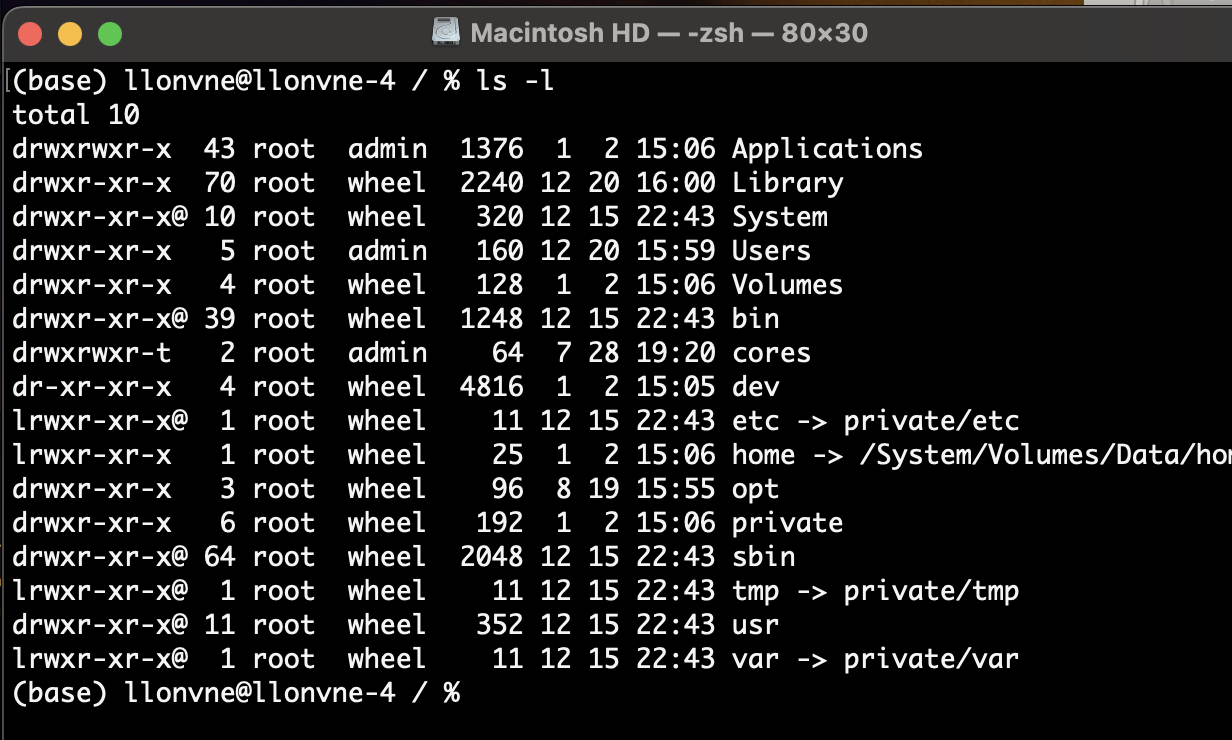 Macintosh HD — -zsh — 80×30
(base) llonvne@llonvne-4 / % ls -l
total 10
drwxrwxr-x  43 root  admin  1376  1  2 15:06 Applications
drwxr-xr-x  70 root  wheel  2240 12 20 16:00 Library
drwxr-xr-x@ 10 root  wheel   320 12 15 22:43 System
drwxr-xr-x   5 root  admin   160 12 20 15:59 Users
drwxr-xr-x   4 root  wheel   128  1  2 15:06 Volumes
drwxr-xr-x@ 39 root  wheel  1248 12 15 22:43 bin
drwxrwxr-t   2 root  admin    64  7 28 19:20 cores
dr-xr-xr-x   4 root  wheel  4816  1  2 15:05 dev
lrwxr-xr-x@  1 root  wheel    11 12 15 22:43 etc -> private/etc
lrwxr-xr-x   1 root  wheel    25  1  2 15:06 home -> /System/Volumes/Data/hom
drwxr-xr-x   3 root  wheel    96  8 19 15:55 opt
drwxr-xr-x   6 root  wheel   192  1  2 15:06 private
drwxr-xr-x@ 64 root  wheel  2048 12 15 22:43 sbin
lrwxr-xr-x@  1 root  wheel    11 12 15 22:43 tmp -> private/tmp
drwxr-xr-x@ 11 root  wheel   352 12 15 22:43 usr
lrwxr-xr-x@  1 root  wheel    11 12 15 22:43 var -> private/var
(base) llonvne@llonvne-4 / %